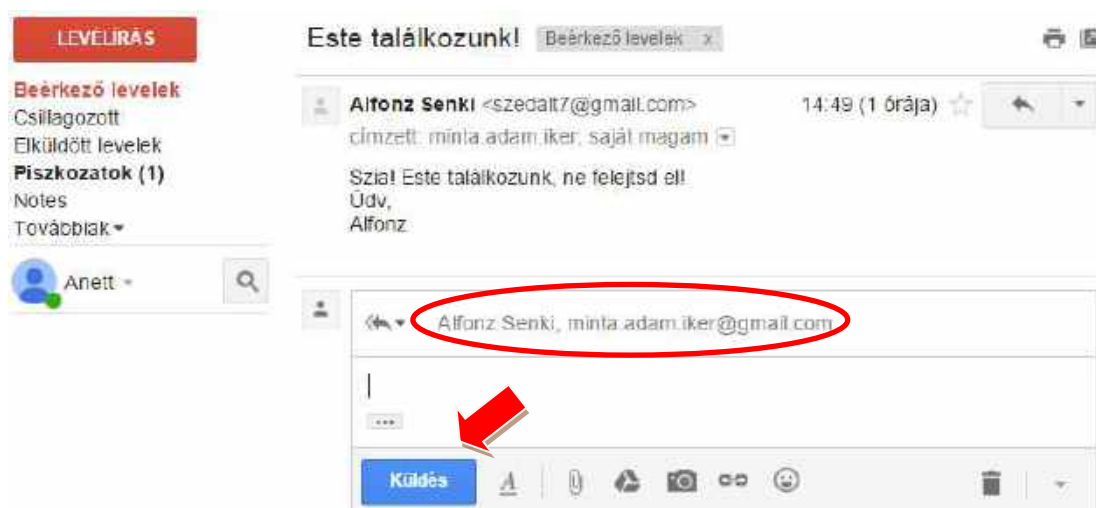 LEVÉLÍRÁS
Este találkozunk! Beérkező levelek x
Beérkező levelek
Csillagozott
Elküldött levelek
Piszkozatok (1)
Notes
Továbbiak
Anett
Alfonz Senki <szedalt7@gmail.com> 14:49 (1 órája)
címzett: minta.adam.iker, saját magam
Szia! Este találkozunk, ne felejtsd el!
Üdv,
Alfonz
Alfonz Senki, minta.adam.iker@gmail.com
...
Küldés A